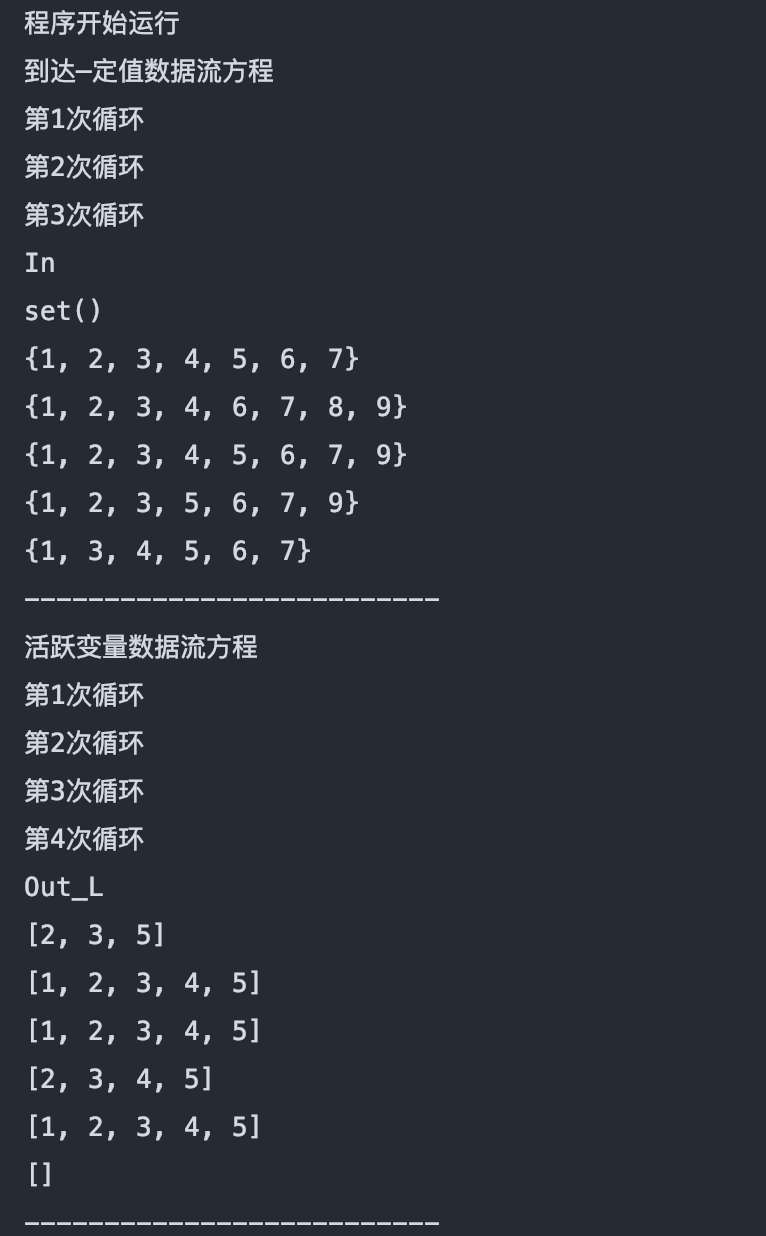 程序开始运行
到达—定值数据流方程
第1次循环
第2次循环
第3次循环
In
set()
{1, 2, 3, 4, 5, 6, 7}
{1, 2, 3, 4, 6, 7, 8, 9}
{1, 2, 3, 4, 5, 6, 7, 9}
{1, 2, 3, 5, 6, 7, 9}
{1, 3, 4, 5, 6, 7}
--------------------------
活跃变量数据流方程
第1次循环
第2次循环
第3次循环
第4次循环
Out_L
[2, 3, 5]
[1, 2, 3, 4, 5]
[1, 2, 3, 4, 5]
[2, 3, 4, 5]
[1, 2, 3, 4, 5]
[]
--------------------------